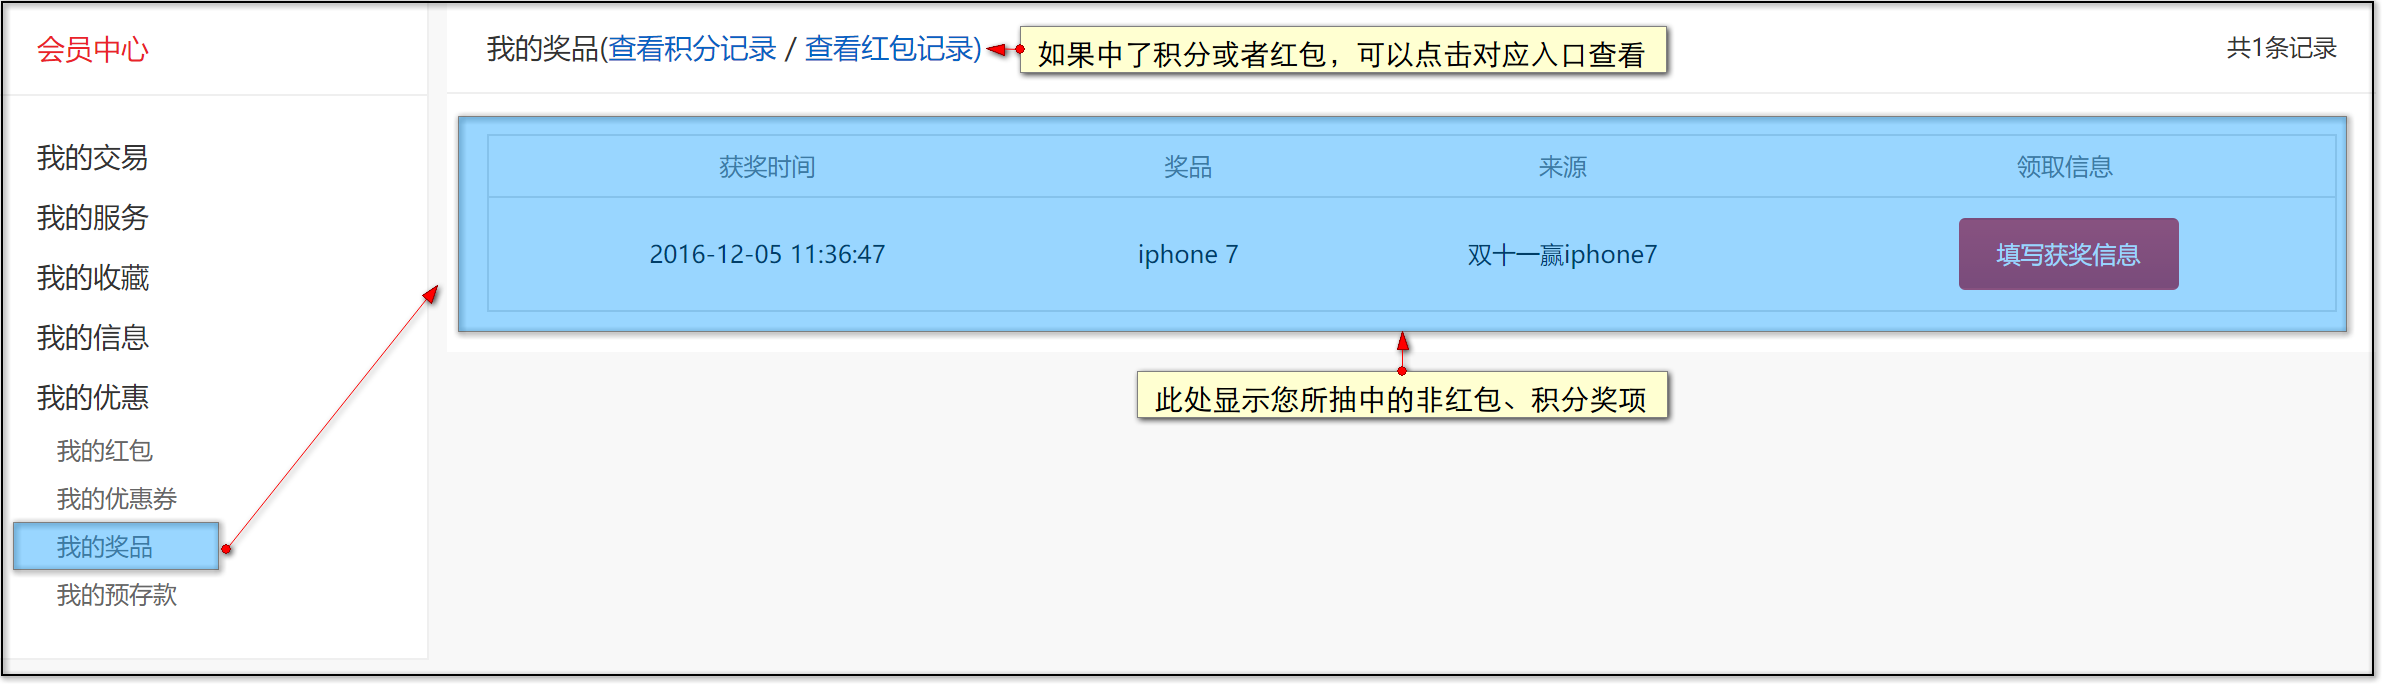 会员中心
我的交易
我的服务
我的收藏
我的信息
我的优惠
我的红包
我的优惠券
我的奖品
我的预存款
我的奖品(查看积分记录 / 查看红包记录)
如果中了积分或者红包，可以点击对应入口查看
共1条记录
获奖时间 奖品 来源 领取信息
2016-12-05 11:36:47 iphone 7 双十一赢iphone7 填写获奖信息
此处显示您所抽中的非红包、积分奖项